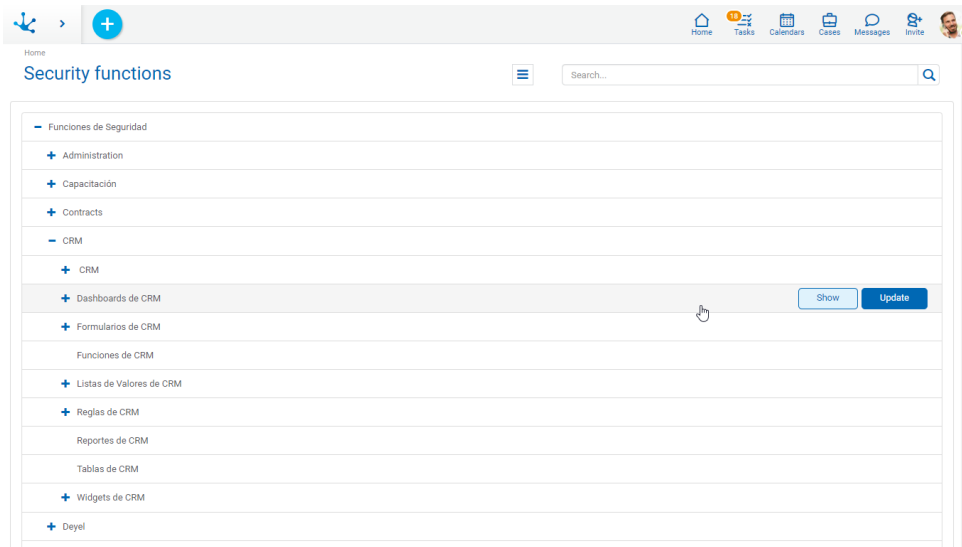 18
Home
Tasks
Calendars
Cases
Messages
Invite
Home
Security functions
Search...
Funciones de Seguridad
Administration
Capacitación
Contracts
CRM
CRM
Dashboards de CRM
Show
Update
Formularios de CRM
Funciones de CRM
Listas de Valores de CRM
Reglas de CRM
Reportes de CRM
Tablas de CRM
Widgets de CRM
Deyel